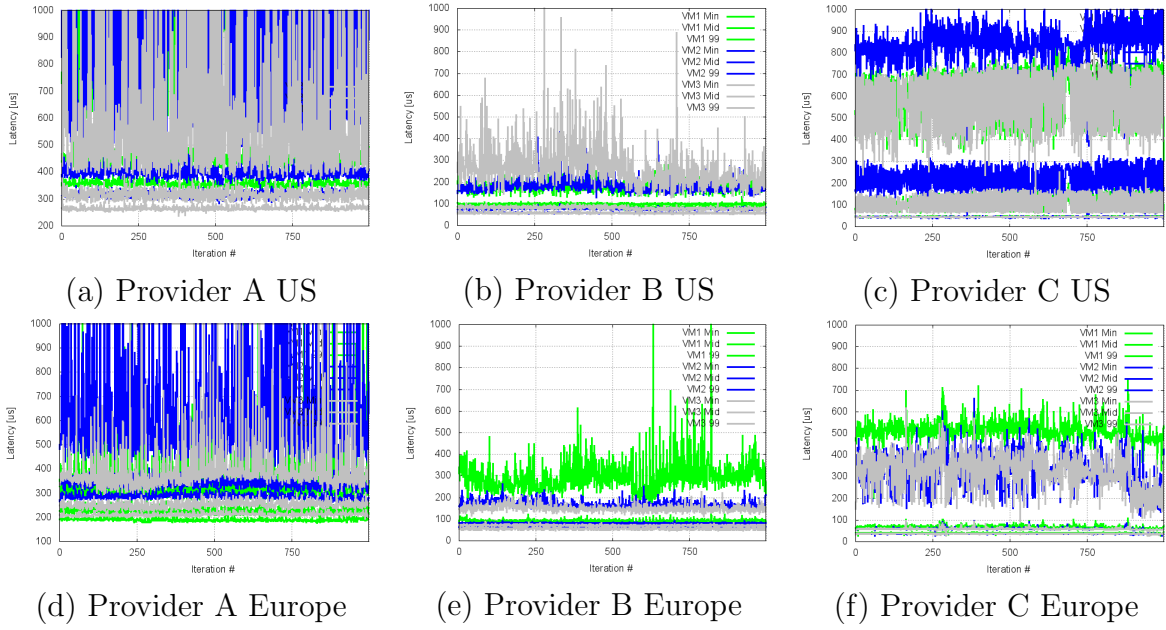 1000
900
800
700
600
500
400
300
200
Latency [us]
0
250
500
750
Iteration #
(a) Provider A US
1000
900
800
700
600
500
400
300
200
100
0
Latency [us]
VM1 Min
VM1 Mid
VM1 99
VM2 Min
VM2 Mid
VM2 99
VM3 Min
VM3 Mid
VM3 99
0
250
500
750
Iteration #
(b) Provider B US
1000
900
800
700
600
500
400
300
200
100
0
Latency [us]
0
250
500
750
Iteration #
(c) Provider C US
1000
900
800
700
600
500
400
300
200
100
Latency [us]
0
250
500
750
Iteration #
(d) Provider A Europe
1000
900
800
700
600
500
400
300
200
100
0
Latency [us]
VM1 Min
VM1 Mid
VM1 99
VM2 Min
VM2 Mid
VM2 99
VM3 Min
VM3 Mid
VM3 99
0
250
500
750
Iteration #
(e) Provider B Europe
1000
900
800
700
600
500
400
300
200
100
0
Latency [us]
VM1 Min
VM1 Mid
VM1 99
VM2 Min
VM2 Mid
VM2 99
VM3 Min
VM3 Mid
VM3 99
0
250
500
750
Iteration #
(f) Provider C Europe